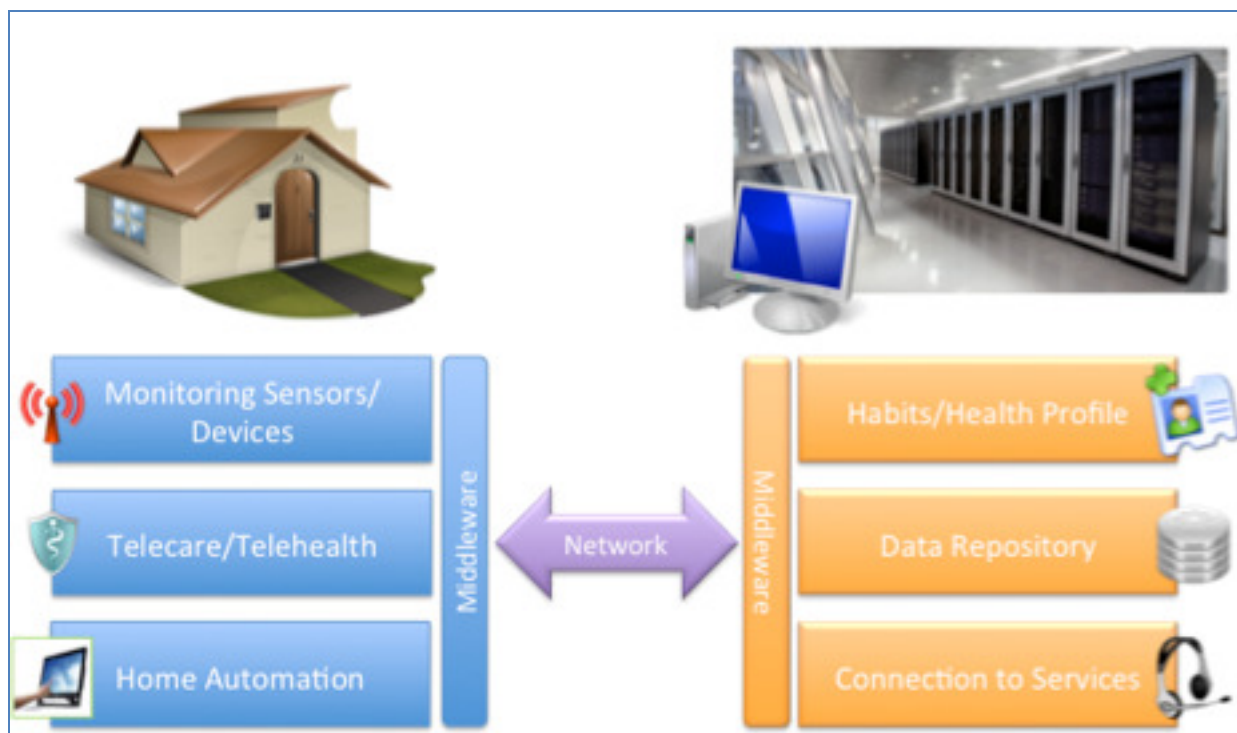 Monitoring Sensors/
Devices
Telecare/Telehealth
Home Automation
Middleware
Network
Middleware
Habits/Health Profile
Data Repository
Connection to Services